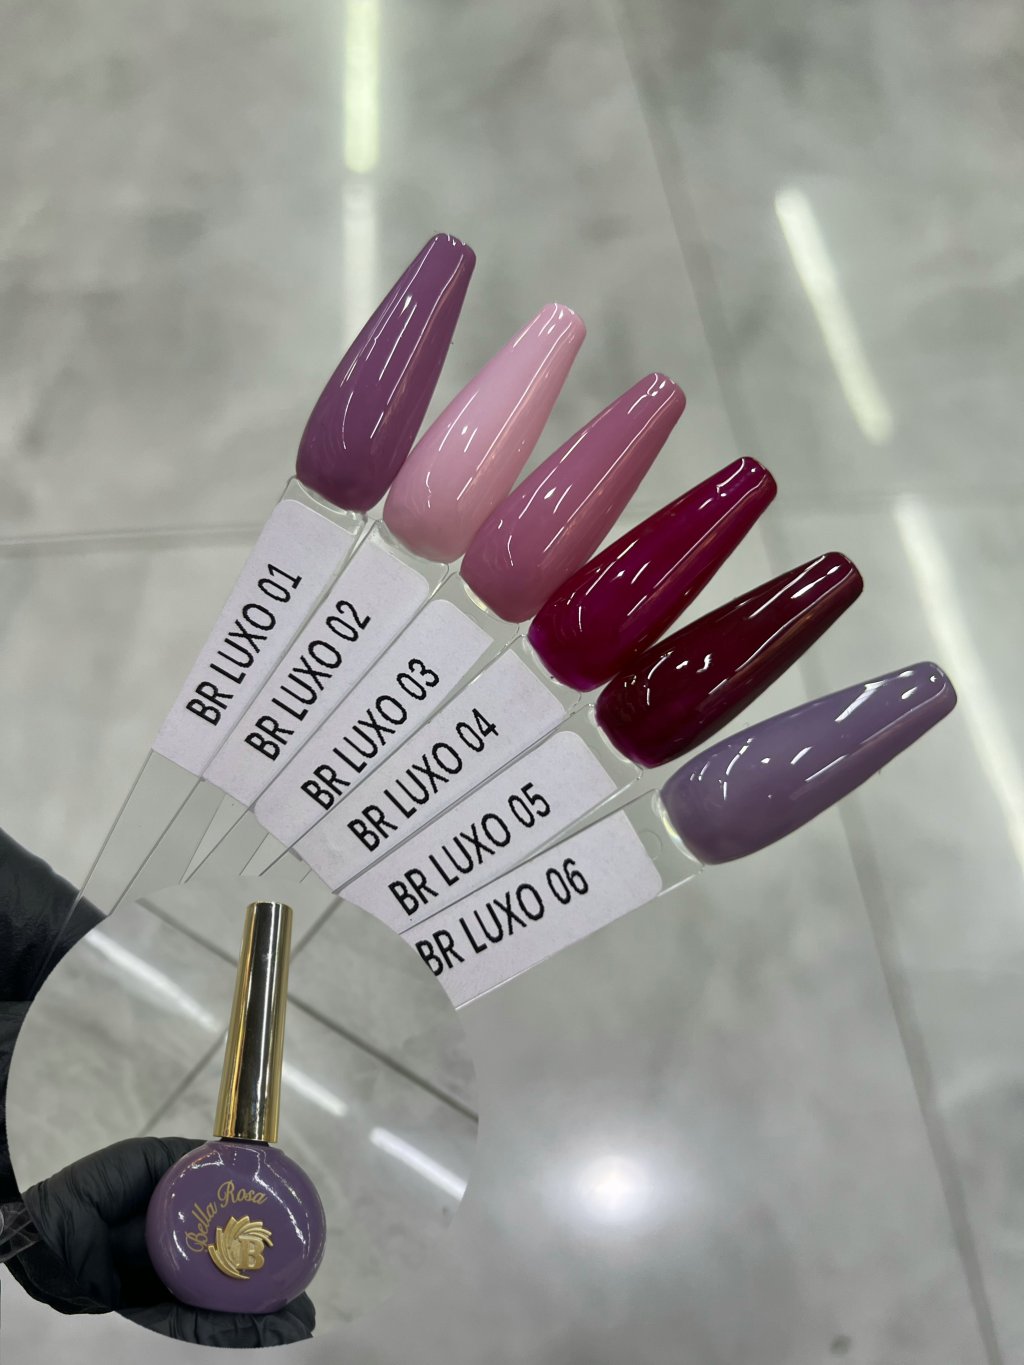 BR LUXO 01
BR LUXO 02
BR LUXO 03
BR LUXO 04
BR LUXO 05
BR LUXO 06
Bella Rosa
B